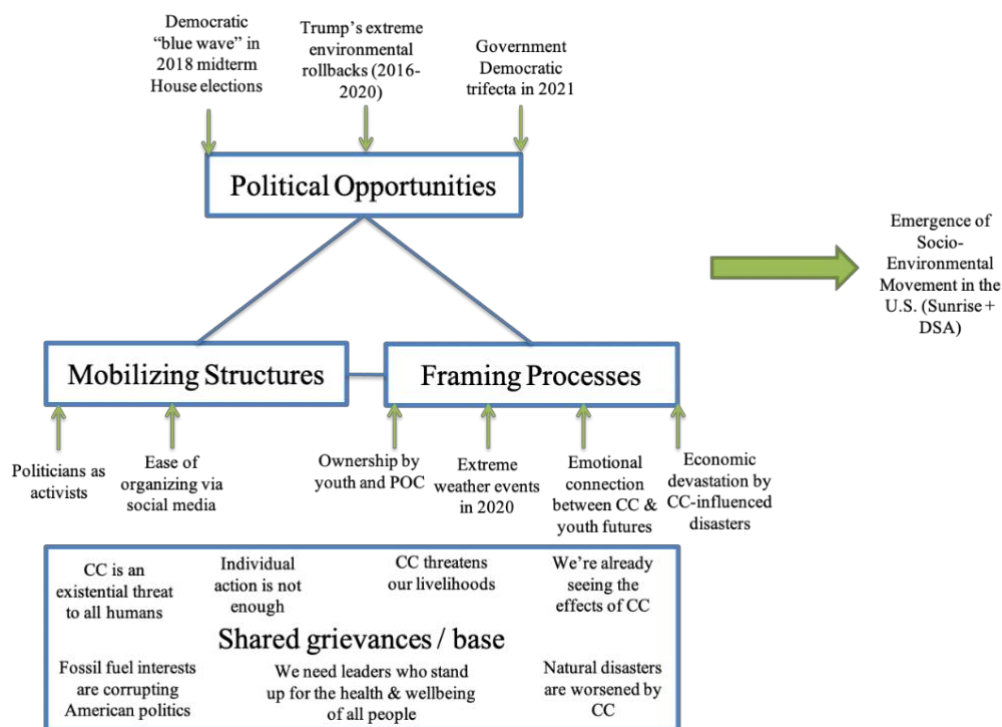 Democratic
“blue wave” in
2018 midterm
House elections
Trump’s extreme
environmental
rollbacks (2016-
2020)
Government
Democratic
trifecta in 2021
Political Opportunities
Emergence of
Socio-
Environmental
Movement in the
U.S. (Sunrise +
DSA)
Mobilizing Structures
Framing Processes
Politicians as
activists
Ease of
organizing via
social media
Ownership by
youth and POC
Extreme
weather events
in 2020
Emotional
connection
between CC &
youth futures
Economic
devastation by
CC-influenced
disasters
CC is an
existential threat
to all humans
Individual
action is not
enough
CC threatens
our livelihoods
We’re already
seeing the
effects of CC
Shared grievances / base
Fossil fuel interests
are corrupting
American politics
We need leaders who stand
up for the health & wellbeing
of all people
Natural disasters
are worsened by
CC